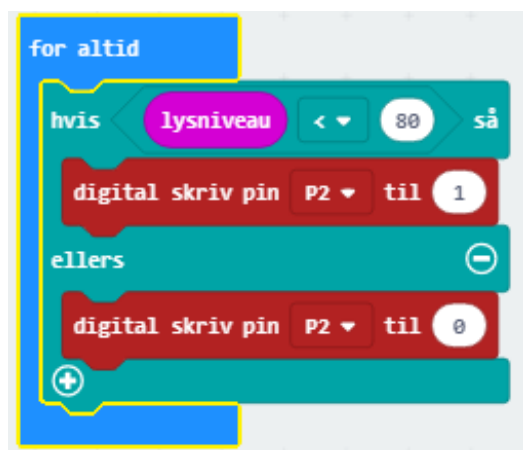 for altid
hvis lysniveau < 80 så
digital skriv pin P2 til 1
ellers
digital skriv pin P2 til 0